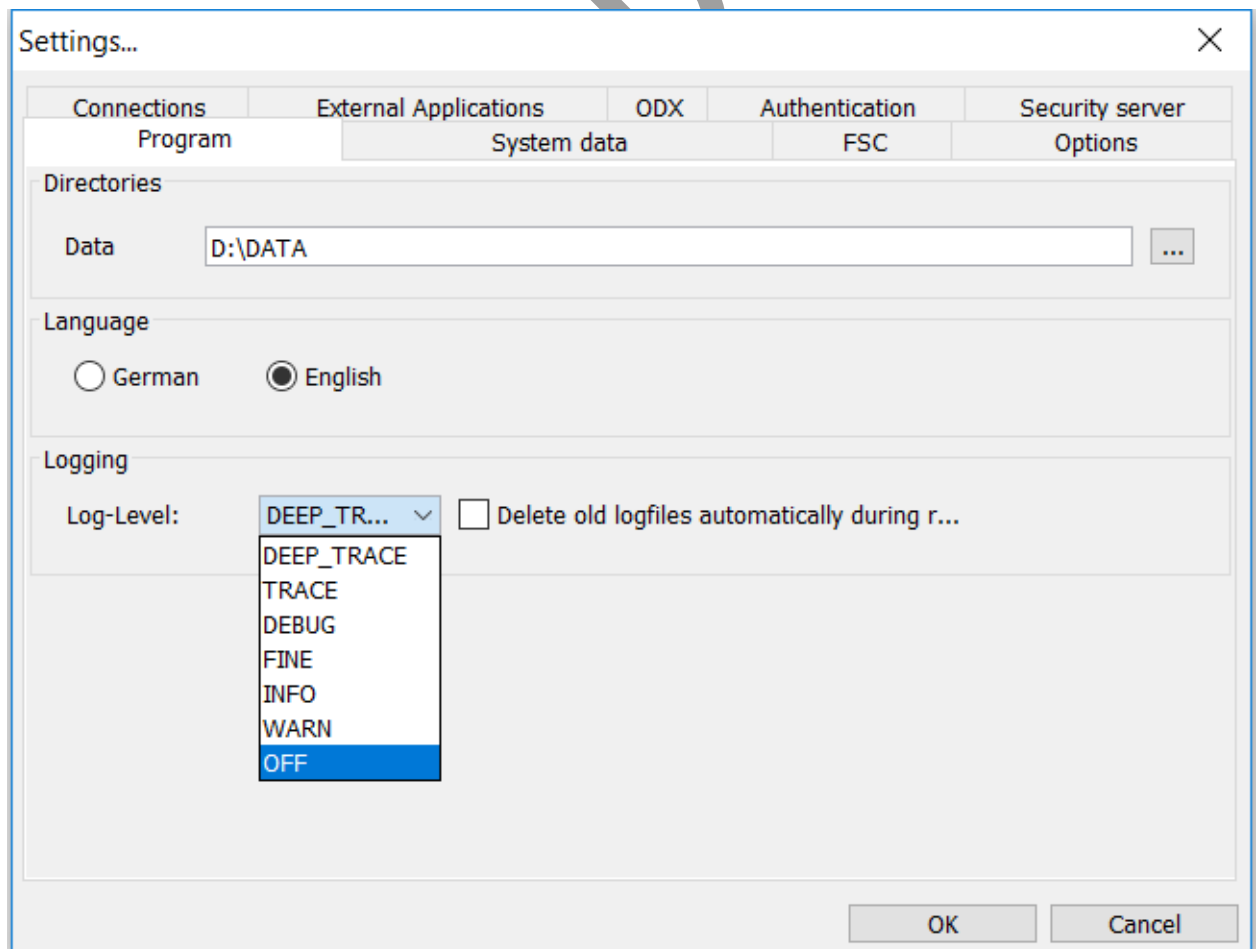 Settings...
Connections External Applications ODX Authentication Security server
Program System data FSC Options
Directories
Data D:\DATA ...
Language
German English
Logging
Log-Level: DEEP_TR... Delete old logfiles automatically during r...
DEEP_TRACE
TRACE
DEBUG
FINE
INFO
WARN
OFF
OK Cancel